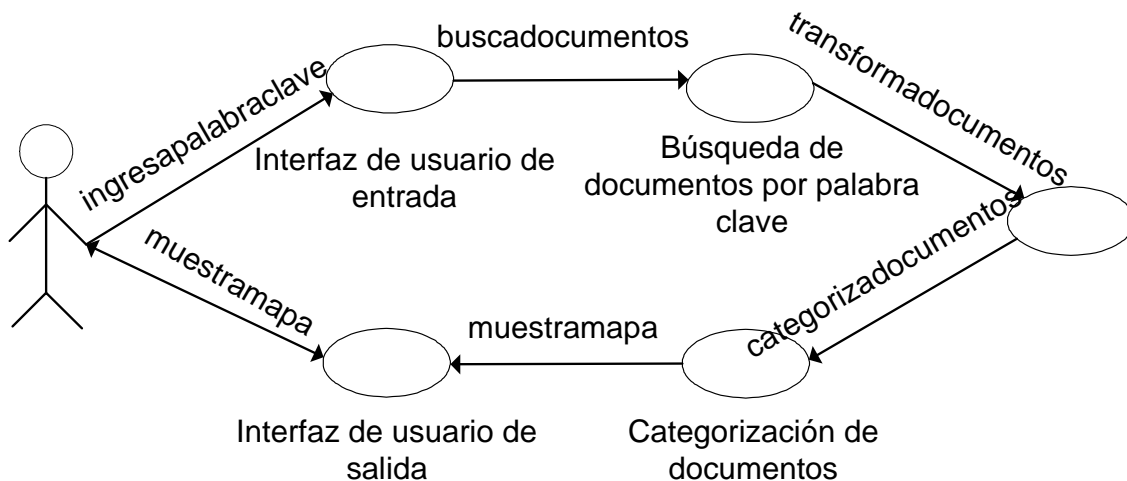 buscadocumentos
transformadocumentos
ingresapalabraclave
Interfaz de usuario de
entrada
Búsqueda de
documentos por palabra
clave
categorizadocumentos
muestramapa
muestramapa
Interfaz de usuario de
salida
Categorización de
documentos